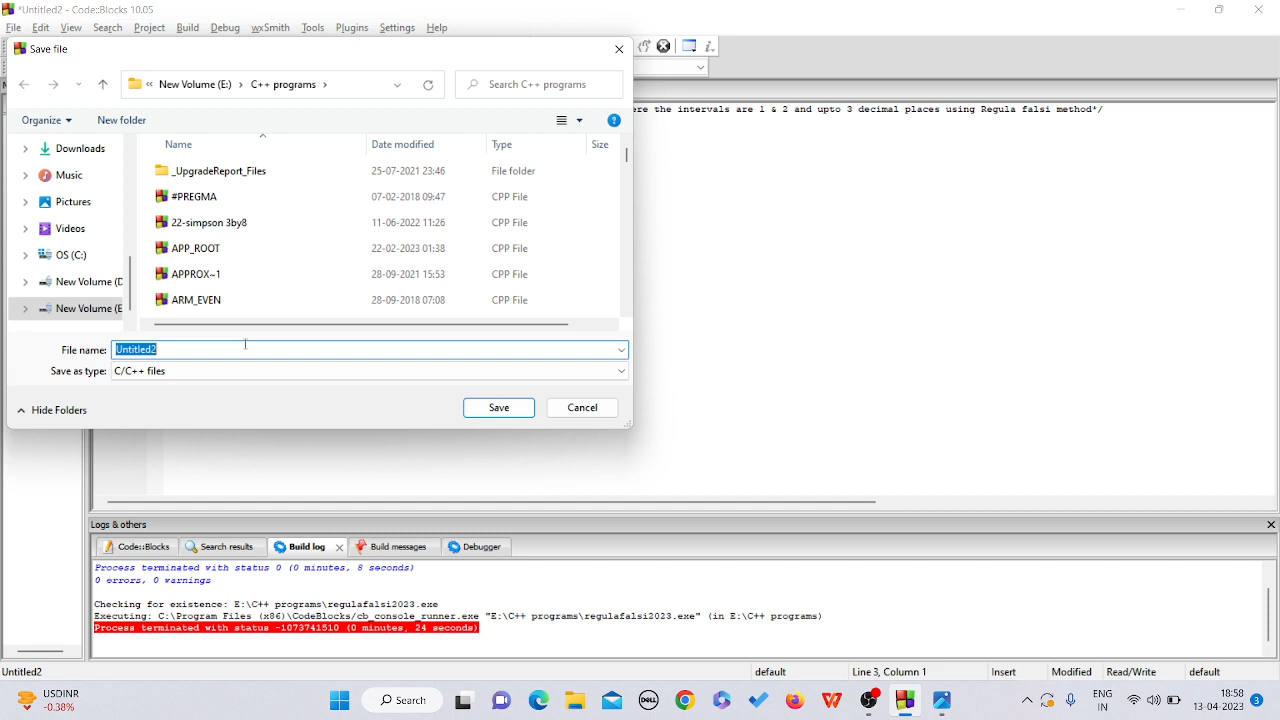 *Untitled2 - Code::Blocks 10.05
File Edit View Search Project Build Debug wxSmith Tools Plugins Settings Help
Save file
« New Volume (E:) › C++ programs ›
Search C++ programs
Organize
New folder
Name Date modified Type Size
Downloads
Music
Pictures
Videos
OS (C:)
New Volume (D
New Volume (E
_UpgradeReport_Files 25-07-2021 23:46 File folder
#PREGMA 07-02-2018 09:47 CPP File
22-simpson 3by8 11-06-2022 11:26 CPP File
APP_ROOT 22-02-2023 01:38 CPP File
APPROX~1 28-09-2021 15:53 CPP File
ARM_EVEN 28-09-2018 07:08 CPP File
File name: Untitled2
Save as type: C/C++ files
Hide Folders
Save
Cancel
ere the intervals are 1 & 2 and upto 3 decimal places using Regula falsi method*/
Logs & others
Code::Blocks Search results Build log Build messages Debugger
Process terminated with status 0 (0 minutes, 8 seconds)
0 errors, 0 warnings
Checking for existence: E:\C++ programs\regulafalsi2023.exe
Executing: C:\Program Files (x86)\CodeBlocks/cb_console_runner.exe "E:\C++ programs\regulafalsi2023.exe" (in E:\C++ programs)
Process terminated with status -1073741510 (0 minutes, 24 seconds)
Untitled2 default Line 3, Column 1 Insert Modified Read/Write default
USDINR
-0.38%
Search
DELL
ENG
IN
18:58
13-04-2023
3